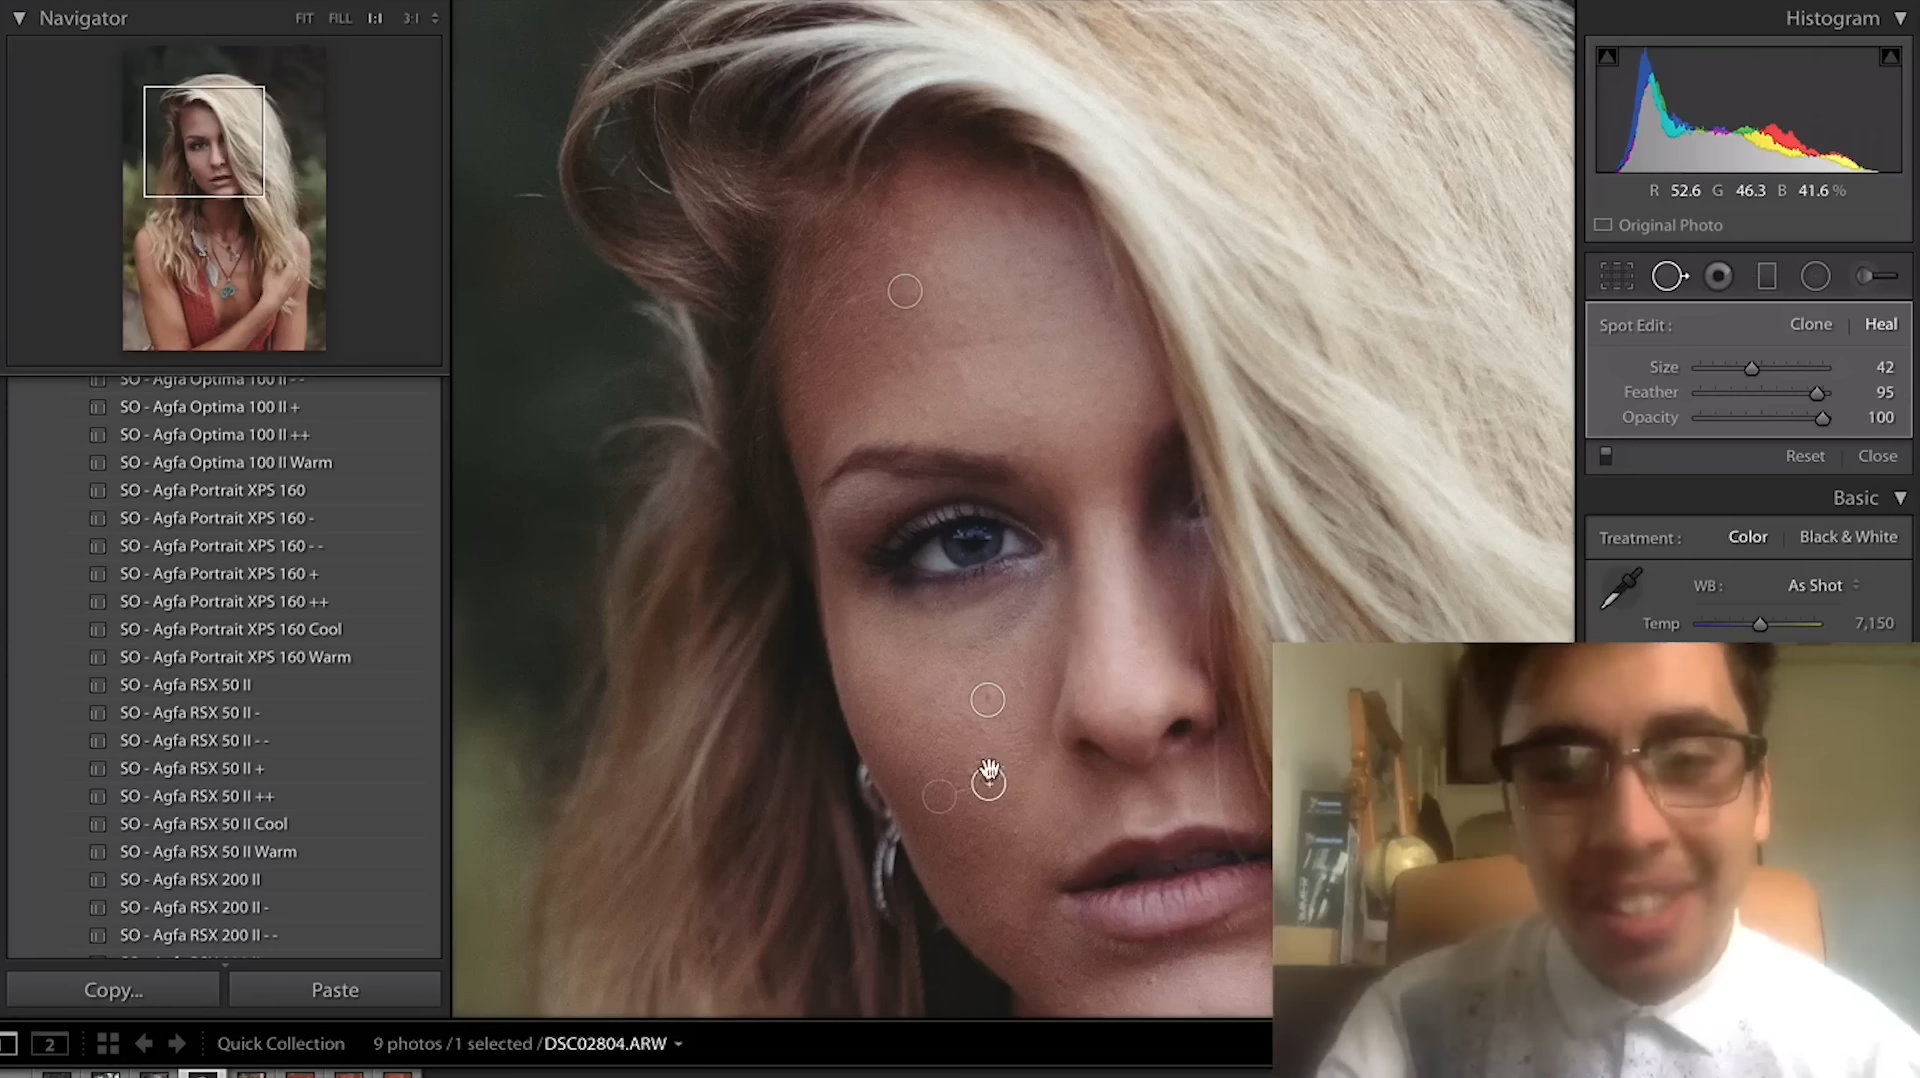 Navigator
FIT FILL 1:1 3:1
SO - Agfa Optima 100 II - -
SO - Agfa Optima 100 II +
SO - Agfa Optima 100 II ++
SO - Agfa Optima 100 II Warm
SO - Agfa Portrait XPS 160
SO - Agfa Portrait XPS 160 -
SO - Agfa Portrait XPS 160 - -
SO - Agfa Portrait XPS 160 +
SO - Agfa Portrait XPS 160 ++
SO - Agfa Portrait XPS 160 Cool
SO - Agfa Portrait XPS 160 Warm
SO - Agfa RSX 50 II
SO - Agfa RSX 50 II -
SO - Agfa RSX 50 II - -
SO - Agfa RSX 50 II +
SO - Agfa RSX 50 II ++
SO - Agfa RSX 50 II Cool
SO - Agfa RSX 50 II Warm
SO - Agfa RSX 200 II
SO - Agfa RSX 200 II -
SO - Agfa RSX 200 II - -
Copy... Paste
2 Quick Collection 9 photos / 1 selected / DSC02804.ARW
Histogram
R 52.6 G 46.3 B 41.6 %
Original Photo
Spot Edit : Clone | Heal
Size 42
Feather 95
Opacity 100
Reset | Close
Basic
Treatment : Color | Black & White
WB : As Shot
Temp 7,150